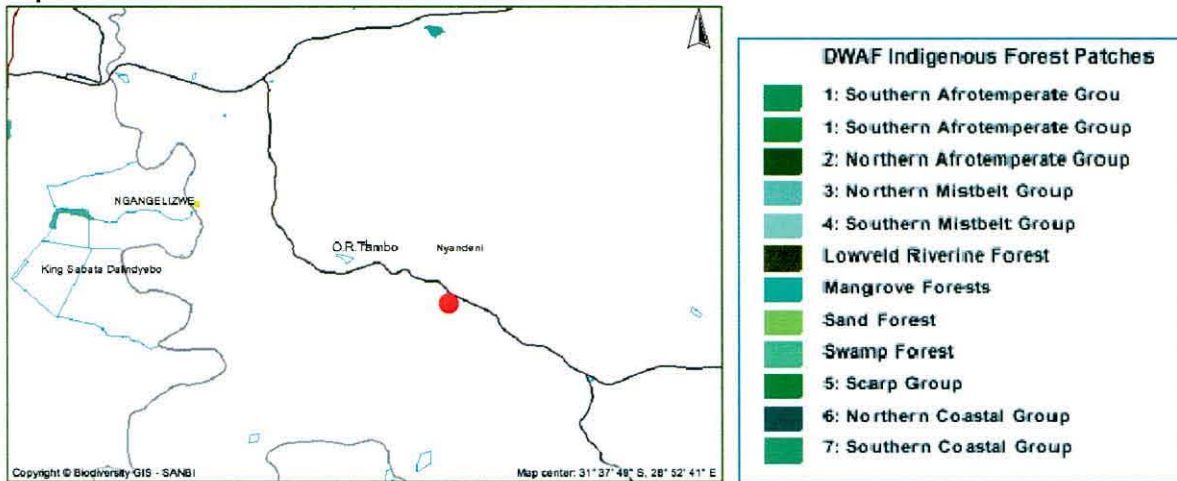 NGANGELIZWE
O.R.Tambo
Nyandeni
King Sabata Dalindyebo
Copyright © Biodiversity GIS - SANBI
Map center: 31° 37' 49" S, 28° 52' 41" E
DWAF Indigenous Forest Patches
1: Southern Afrotemperate Grou
1: Southern Afrotemperate Group
2: Northern Afrotemperate Group
3: Northern Mistbelt Group
4: Southern Mistbelt Group
Lowveld Riverine Forest
Mangrove Forests
Sand Forest
Swamp Forest
5: Scarp Group
6: Northern Coastal Group
7: Southern Coastal Group